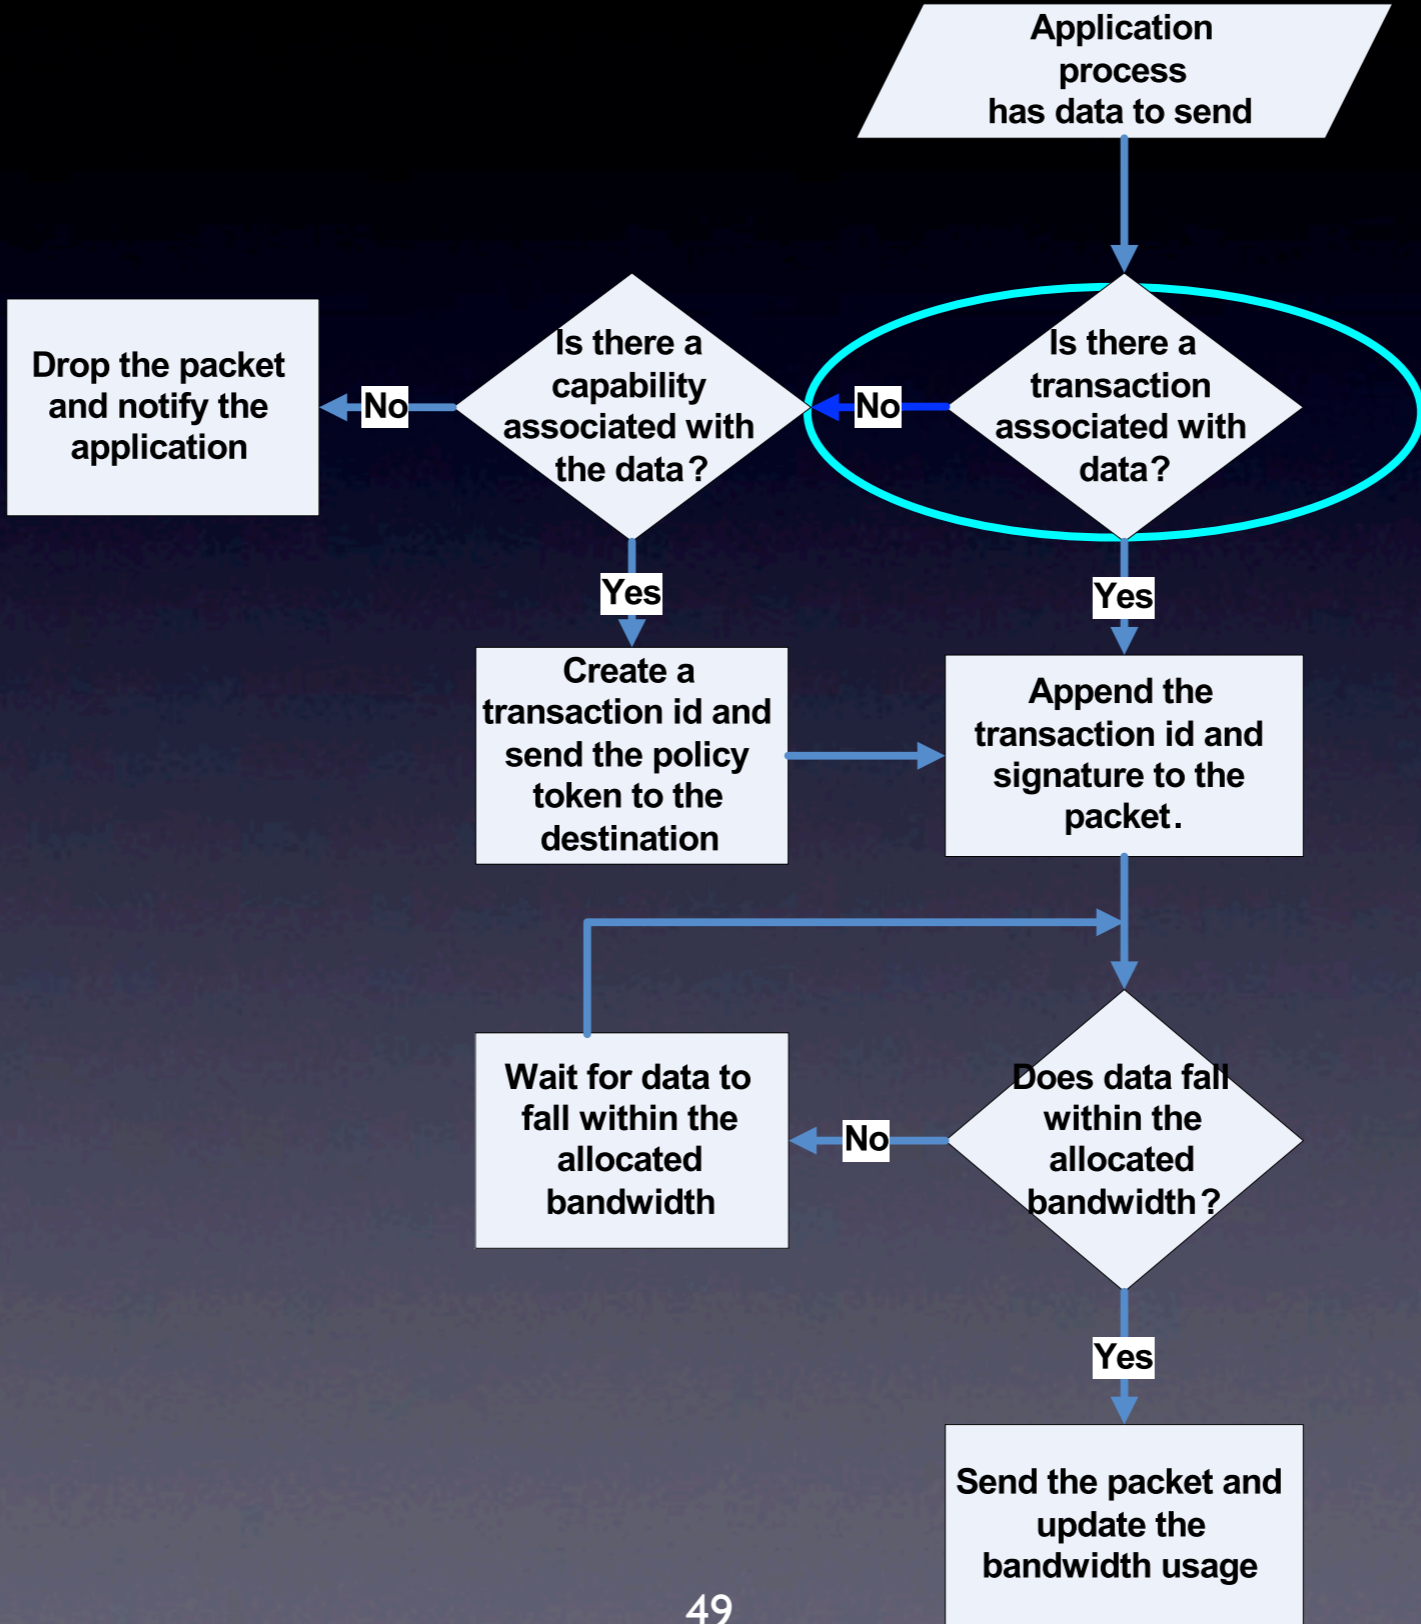 Application
process
has data to send
Is there a
transaction
associated with
data?
No
Is there a
capability
associated with
the data?
No
Drop the packet
and notify the
application
Yes
Yes
Create a
transaction id and
send the policy
token to the
destination
Append the
transaction id and
signature to the
packet.
Does data fall
within the
allocated
bandwidth?
No
Wait for data to
fall within the
allocated
bandwidth
Yes
Send the packet and
update the
bandwidth usage
49